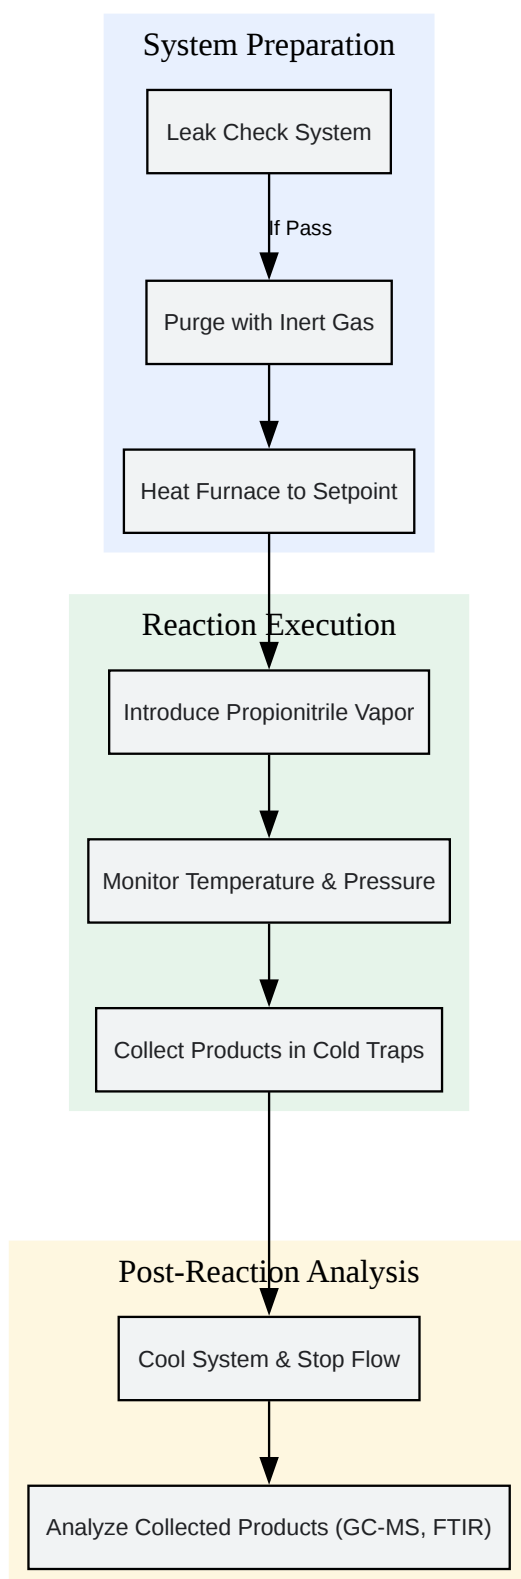 System Preparation
Leak Check System
If Pass
Purge with Inert Gas
Heat Furnace to Setpoint
Reaction Execution
Introduce Propionitrile Vapor
Monitor Temperature & Pressure
Collect Products in Cold Traps
Post-Reaction Analysis
Cool System & Stop Flow
Analyze Collected Products (GC-MS, FTIR)